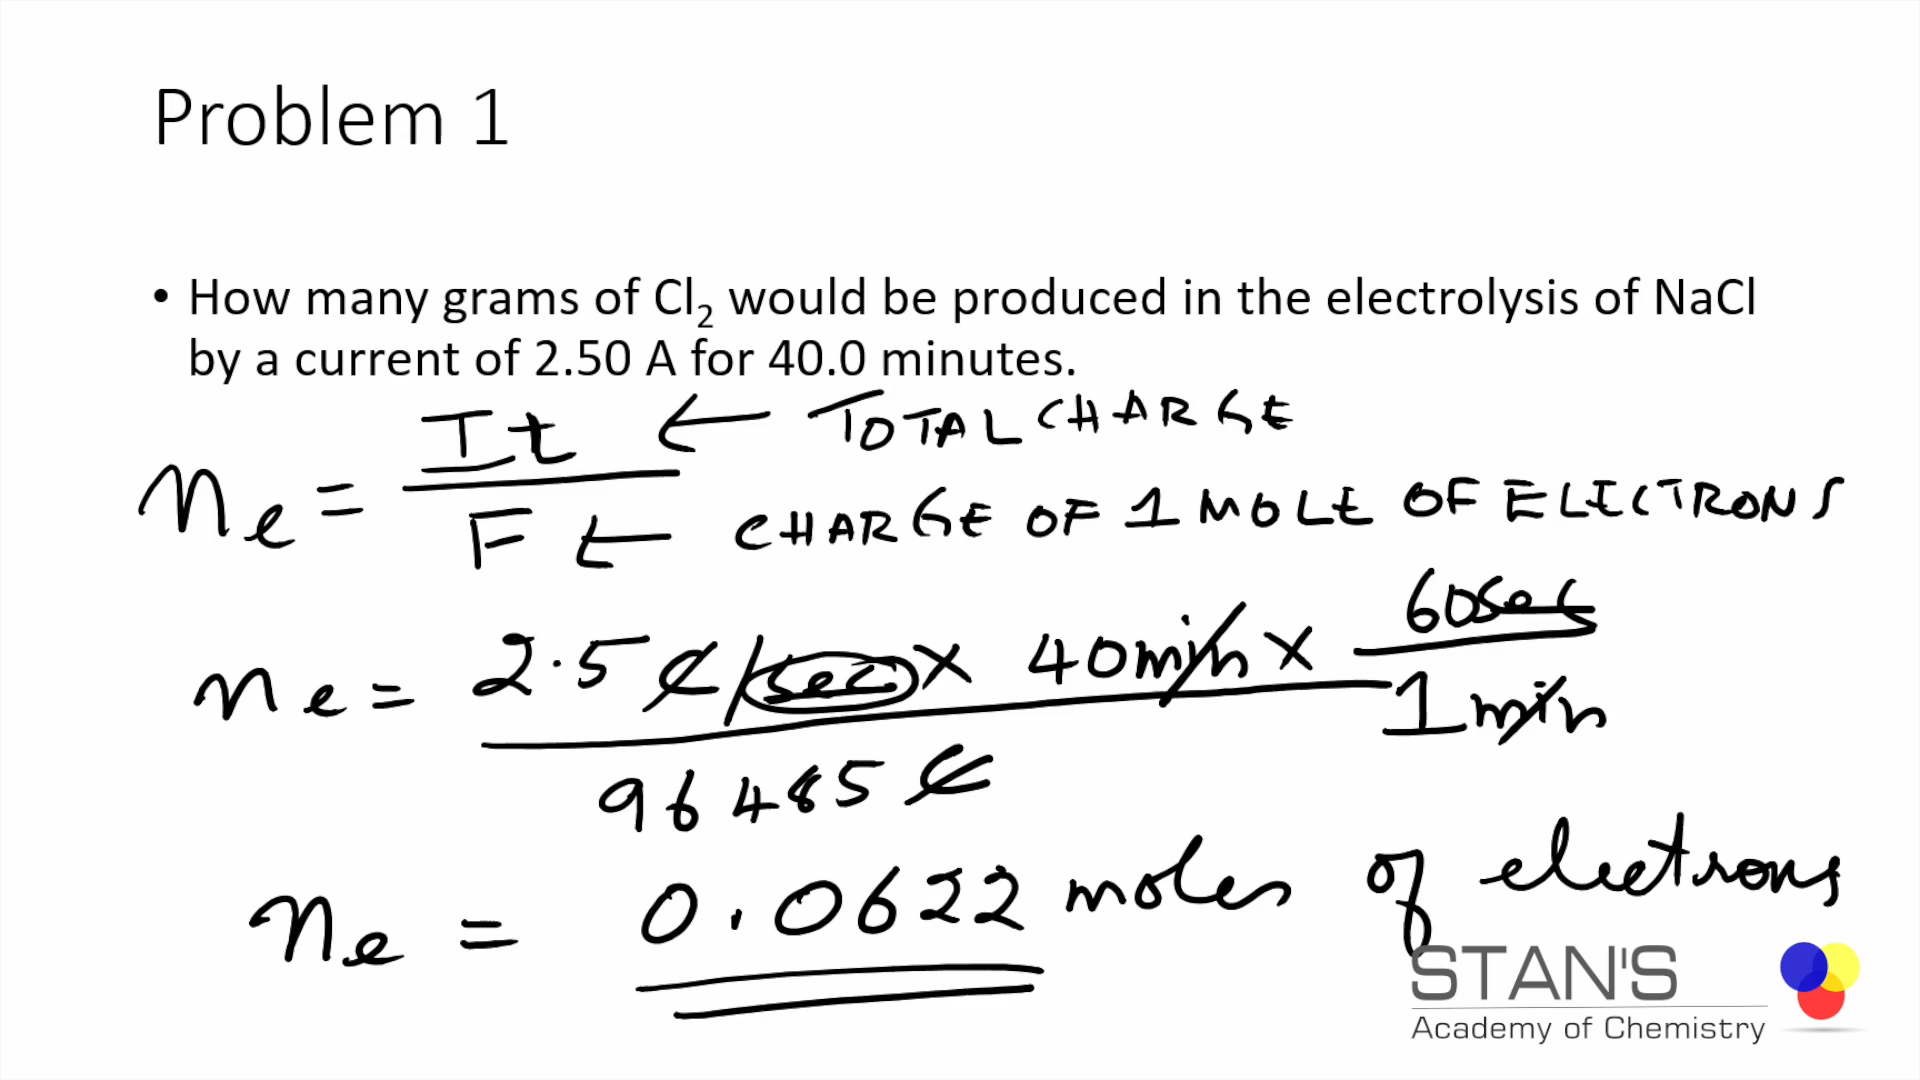 Problem 1
• How many grams of Cl₂ would be produced in the electrolysis of NaCl
by a current of 2.50 A for 40.0 minutes.
It ← TOTAL CHARGE
nₑ =
F ← CHARGE OF 1 MOLE OF ELECTRONS
60sec
nₑ = 2.5 C/sec x 40min x
1min
96485 C
nₑ = 0.0622 moles of electrons
STAN'S
Academy of Chemistry